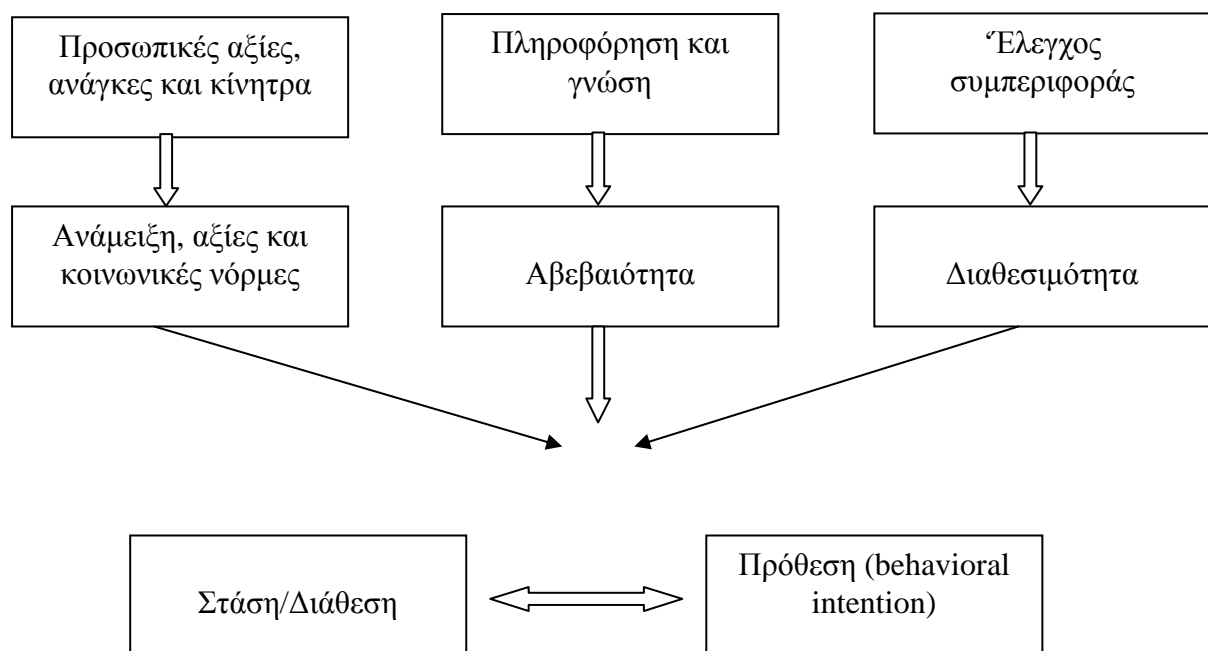 Προσωπικές αξίες,
ανάγκες και κίνητρα
Πληροφόρηση και
γνώση
Έλεγχος
συμπεριφοράς
Ανάμειξη, αξίες και
κοινωνικές νόρμες
Αβεβαιότητα
Διαθεσιμότητα
Στάση/Διάθεση
Πρόθεση (behavioral
intention)